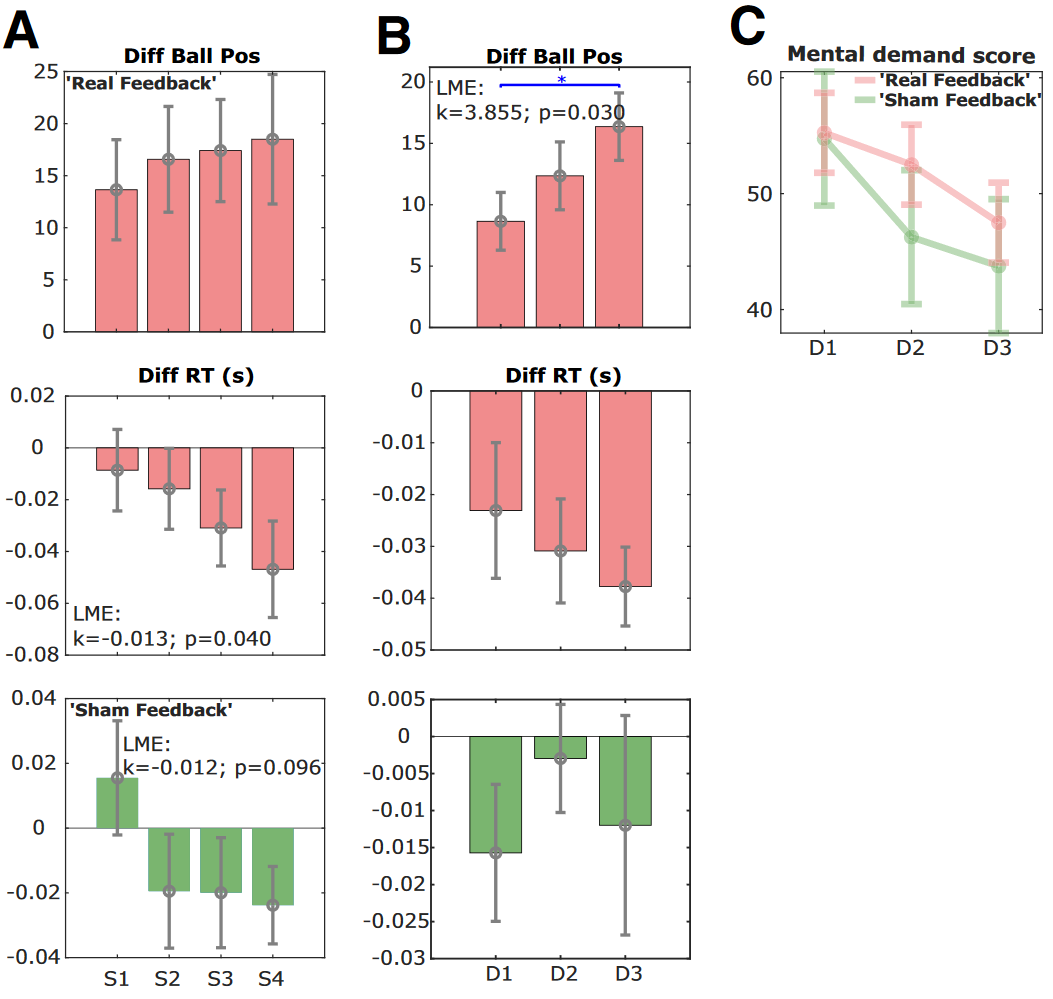 A
Diff Ball Pos
'Real Feedback'
25
20
15
10
5
0
Diff RT (s)
0.02
0
-0.02
-0.04
-0.06
-0.08
LME:
k=-0.013; p=0.040
'Sham Feedback'
LME:
k=-0.012; p=0.096
0.04
0.02
0
-0.02
-0.04
S1 S2 S3 S4
B
Diff Ball Pos
LME:
k=3.855; p=0.030
*
20
15
10
5
0
Diff RT (s)
0
-0.01
-0.02
-0.03
-0.04
-0.05
0.005
0
-0.005
-0.01
-0.015
-0.02
-0.025
-0.03
D1 D2 D3
C
Mental demand score
'Real Feedback'
'Sham Feedback'
60
50
40
D1 D2 D3